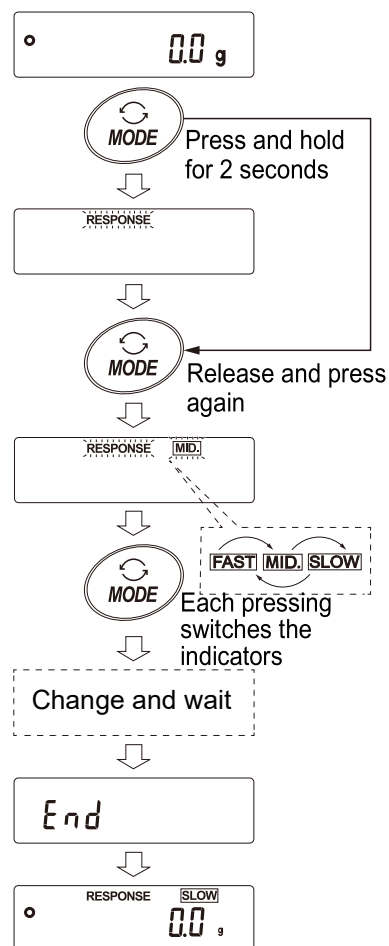 0.0 g
MODE
Press and hold
for 2 seconds
RESPONSE
MODE
Release and press
again
RESPONSE MID.
FAST MID. SLOW
MODE
Each pressing
switches the
indicators
Change and wait
End
RESPONSE SLOW
0.0 g